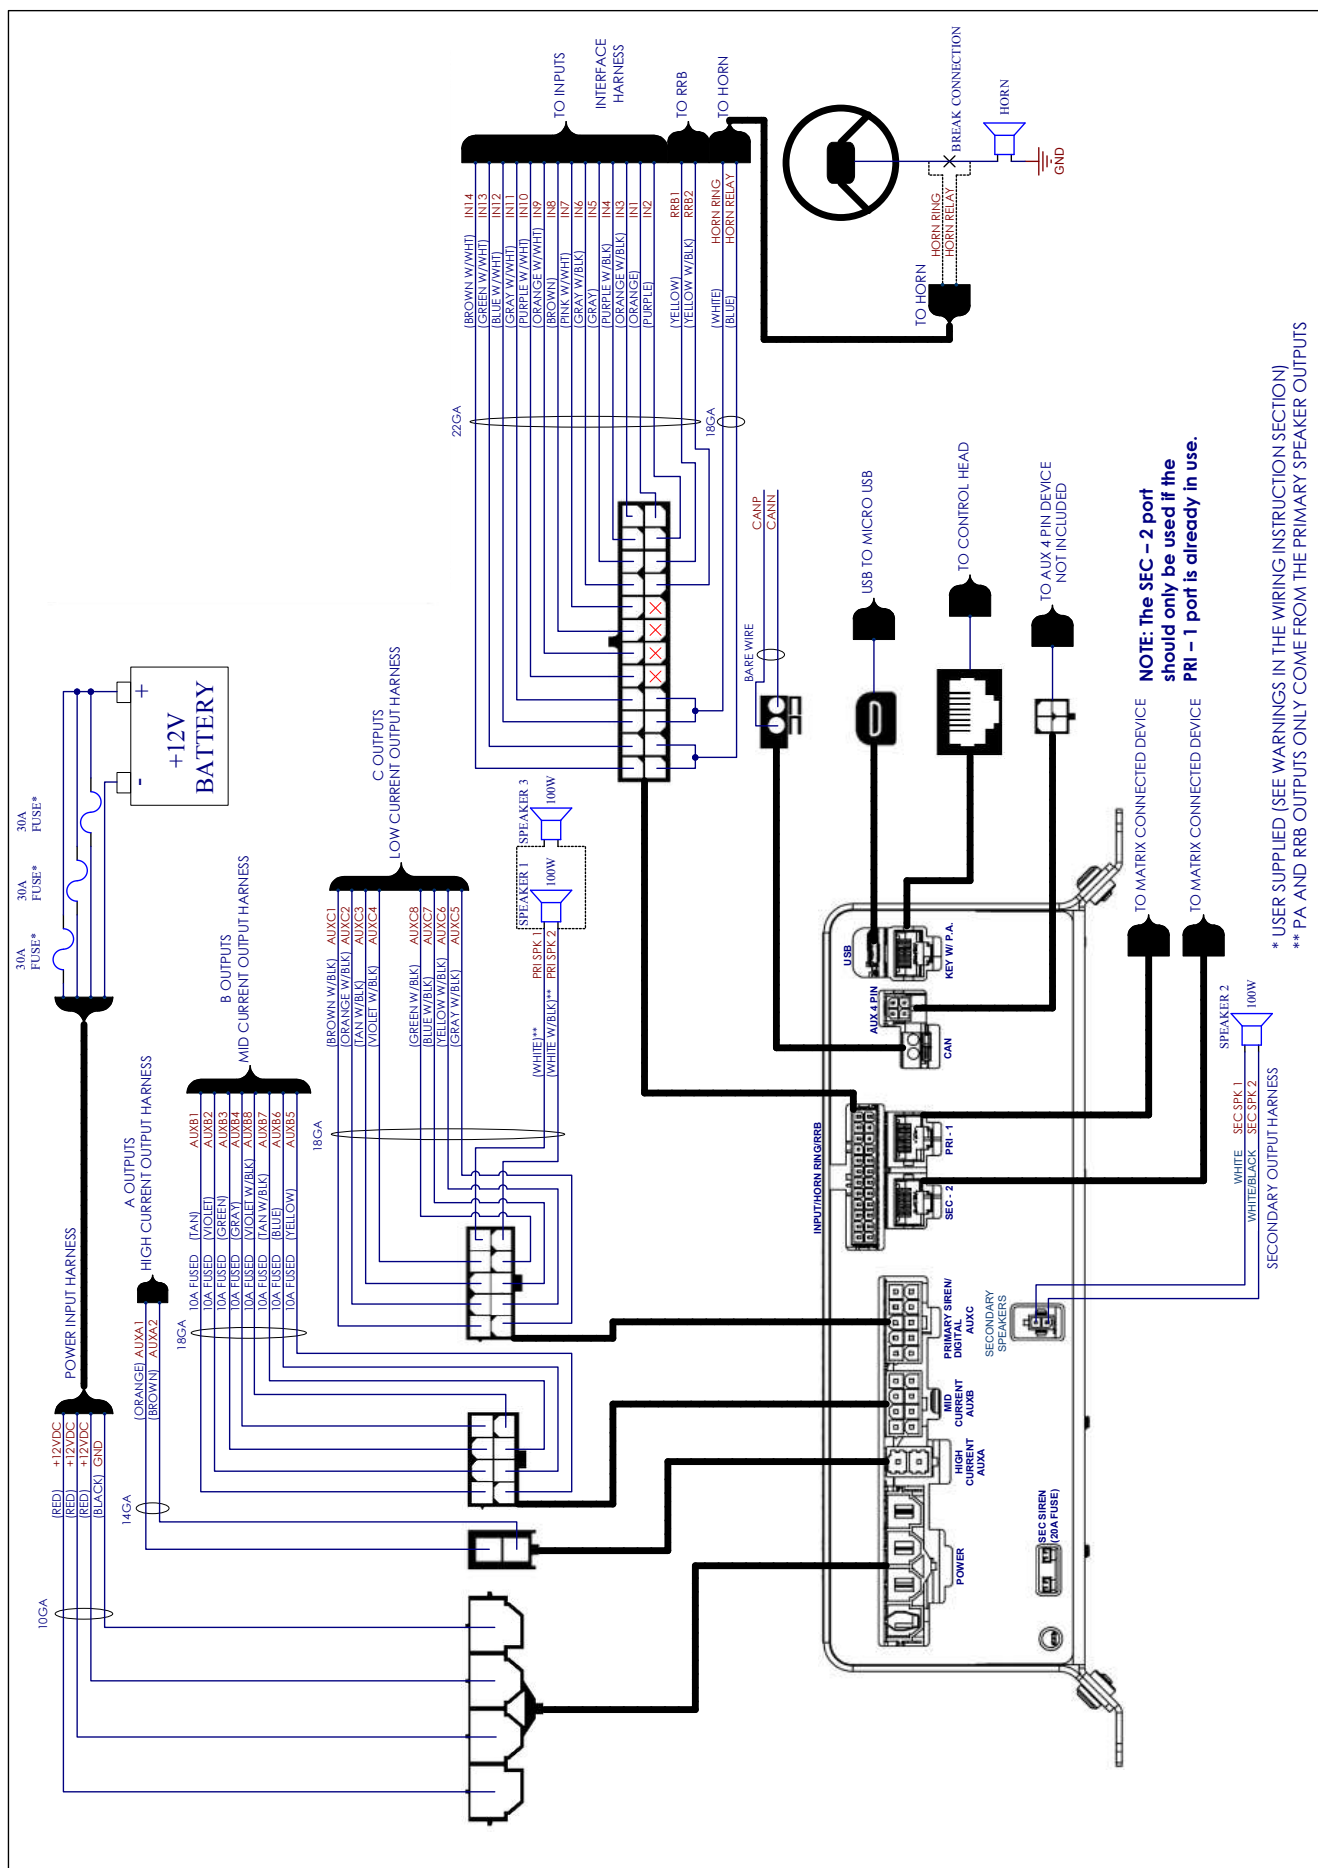 30A
FUSE*
30A
FUSE*
30A
FUSE*
+
-
+12V
BATTERY
POWER INPUT HARNESS
(RED) +12VDC
(RED) +12VDC
(RED) +12VDC
(BLACK) GND
10GA
A OUTPUTS
HIGH CURRENT OUTPUT HARNESS
(ORANGE) AUXA1
(BROWN) AUXA2
14GA
B OUTPUTS
MID CURRENT OUTPUT HARNESS
10A FUSED (TAN) AUXB1
10A FUSED (VIOLET) AUXB2
10A FUSED (GREEN) AUXB3
10A FUSED (GRAY) AUXB4
10A FUSED (VIOLET W/BLK) AUXB8
10A FUSED (TAN W/BLK) AUXB7
10A FUSED (BLUE) AUXB6
10A FUSED (YELLOW) AUXB5
18GA
C OUTPUTS
LOW CURRENT OUTPUT HARNESS
(BROWN W/BLK) AUXC1
(ORANGE W/BLK) AUXC2
(TAN W/BLK) AUXC3
(VIOLET W/BLK) AUXC4
(GREEN W/BLK) AUXC8
(BLUE W/BLK) AUXC7
(YELLOW W/BLK) AUXC6
(GRAY W/BLK) AUXC5
(WHITE)** PRI SPK 1
(WHITE W/BLK)** PRI SPK 2
18GA
SPEAKER 1
100W
SPEAKER 3
100W
TO INPUTS
INTERFACE
HARNESS
TO RRB
TO HORN
(BROWN W/WHT) IN14
(GREEN W/WHT) IN13
(BLUE W/WHT) IN12
(GRAY W/WHT) IN11
(PURPLE W/WHT) IN10
(ORANGE W/WHT) IN9
(BROWN) IN8
(PINK W/WHT) IN7
(GRAY W/BLK) IN6
(GRAY) IN5
(PURPLE W/BLK) IN4
(ORANGE W/BLK) IN3
(ORANGE) IN1
(PURPLE) IN2
(YELLOW) RRB1
(YELLOW W/BLK) RRB2
(WHITE) HORN RING
(BLUE) HORN RELAY
22GA
18GA
BREAK CONNECTION
HORN
GND
HORN RING
HORN RELAY
TO HORN
BARE WIRE
CANP
CANN
USB TO MICRO USB
TO CONTROL HEAD
TO AUX 4 PIN DEVICE
NOT INCLUDED
NOTE: The SEC – 2 port
should only be used if the
PRI – 1 port is already in use.
TO MATRIX CONNECTED DEVICE
TO MATRIX CONNECTED DEVICE
USB
KEY W/ P.A.
AUX 4 PIN
CAN
INPUT/HORN RING/RRB
PRI - 1
SEC - 2
PRIMARY SIREN/
DIGITAL
AUXC
MID
CURRENT
AUXB
HIGH
CURRENT
AUXA
POWER
SECONDARY
SPEAKERS
SEC SIREN
(20A FUSE)
SPEAKER 2
100W
WHITE SEC SPK 1
WHITE/BLACK SEC SPK 2
SECONDARY OUTPUT HARNESS
* USER SUPPLIED (SEE WARNINGS IN THE WIRING INSTRUCTION SECTION)
** PA AND RRB OUTPUTS ONLY COME FROM THE PRIMARY SPEAKER OUTPUTS